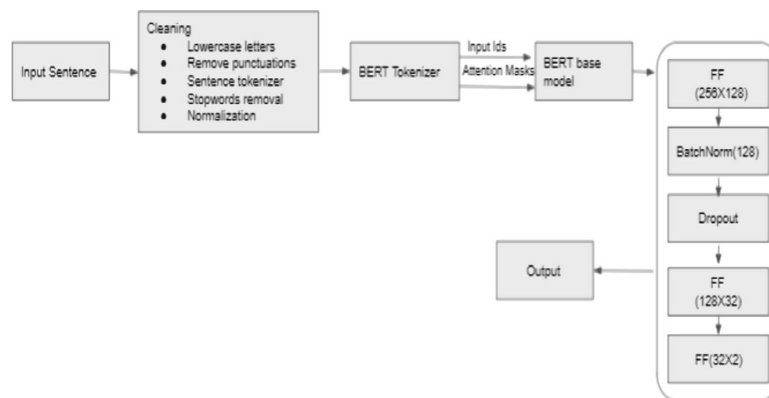 Input Sentence
Cleaning
● Lowercase letters
● Remove punctuations
● Sentence tokenizer
● Stopwords removal
● Normalization
BERT Tokenizer
Input Ids
Attention Masks
BERT base
model
FF
(256X128)
BatchNorm(128)
Dropout
FF
(128X32)
FF(32X2)
Output